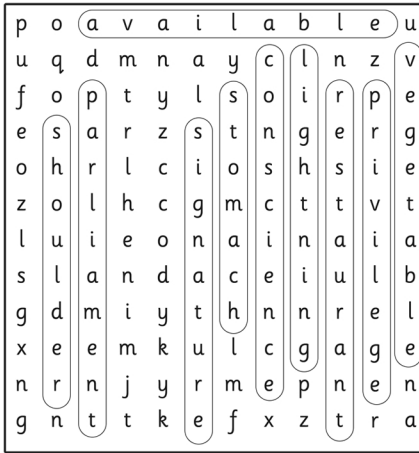 p o a v a i l a b l e u
u q d m n a y c l n z v
f o p t y l s o i r p e
e s a r z s t n g e r g
o h r l c i o s h s i e
z o l h c g m c t t v t
l u i e o n a i n a i a
s l a n d a c e i u l b
g d m i y t h n n r e l
x e e m k u l c g a g e
n r n j y r m e p n e n
g n t t k e f x z t r a